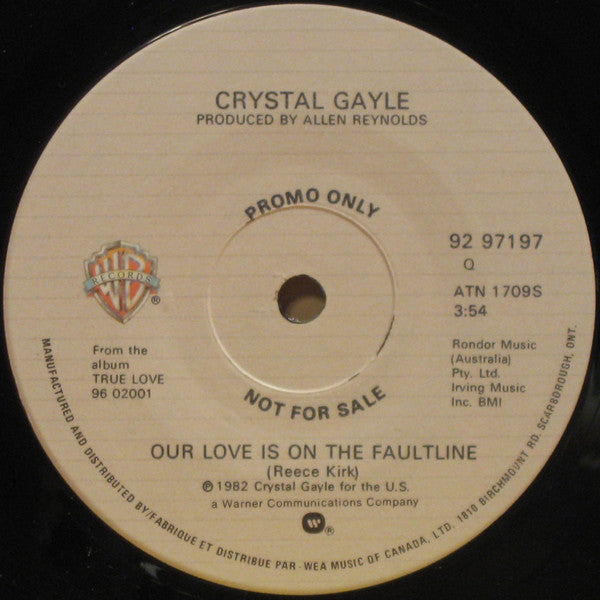 CRYSTAL GAYLE
PRODUCED BY ALLEN REYNOLDS
PROMO ONLY
92 97197
Q
ATN 1709S
3:54
WB
RECORDS
®
From the
album
TRUE LOVE
96 02001
Rondor Music
(Australia)
Pty. Ltd.
Irving Music
Inc. BMI
NOT FOR SALE
OUR LOVE IS ON THE FAULTLINE
(Reece Kirk)
℗ 1982 Crystal Gayle for the U.S.
a Warner Communications Company
®
MANUFACTURED AND DISTRIBUTED BY/FABRIQUE ET DISTRIBUE PAR - WEA MUSIC OF CANADA, LTD. 1810 BIRCHMOUNT RD. SCARBOROUGH, ONT.